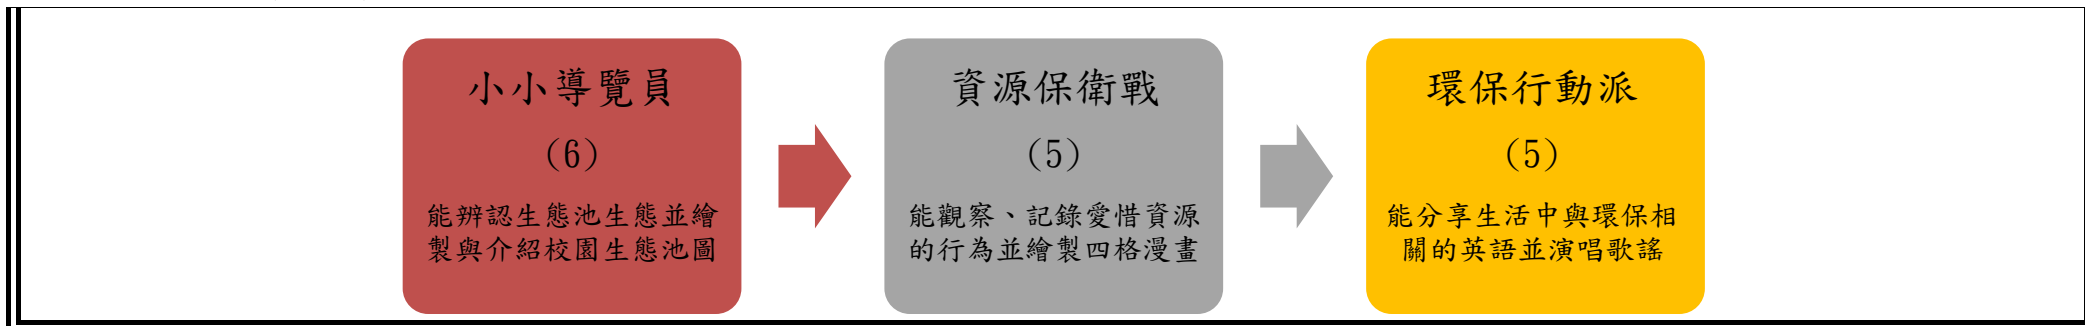 小小導覽員
(6)
能辨認生態池生態並繪
製與介紹校園生態池圖
資源保衛戰
(5)
能觀察、記錄愛惜資源
的行為並繪製四格漫畫
環保行動派
(5)
能分享生活中與環保相
關的英語並演唱歌謠